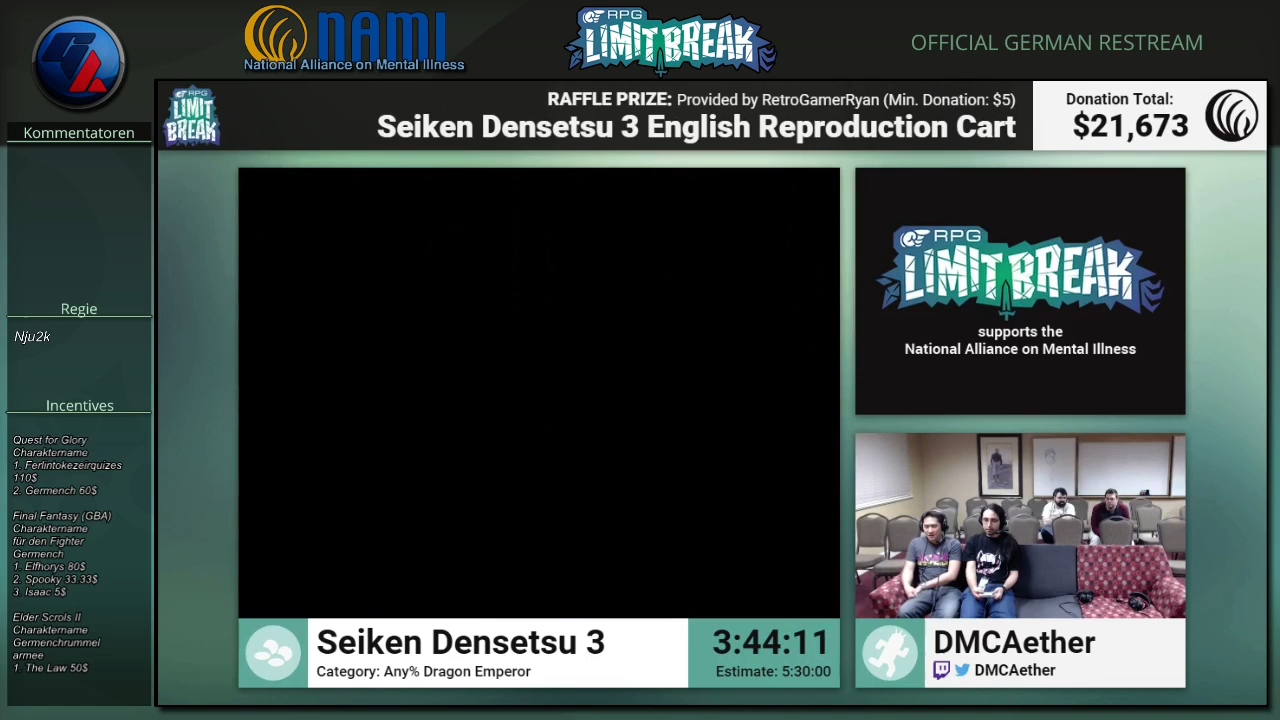 NAMI
National Alliance on Mental Illness
RPG
LIMIT BREAK
OFFICIAL GERMAN RESTREAM
Kommentatoren
Regie
Nju2k
Incentives
Quest for Glory
Charaktername
1. Ferlintokezeirquizes
110$
2. Germench 60$
Final Fantasy (GBA)
Charaktername
für den Fighter
Germench
1. Elfhorys 80$
2. Spooky 33.33$
3. Isaac 5$
Elder Scrols II
Charaktername
Germenchrummel
armee
1. The Law 50$
RPG
LIMIT
BREAK
RAFFLE PRIZE: Provided by RetroGamerRyan (Min. Donation: $5)
Seiken Densetsu 3 English Reproduction Cart
Donation Total:
$21,673
RPG
LIMIT BREAK
supports the
National Alliance on Mental Illness
Seiken Densetsu 3
Category: Any% Dragon Emperor
3:44:11
Estimate: 5:30:00
DMCAether
DMCAether